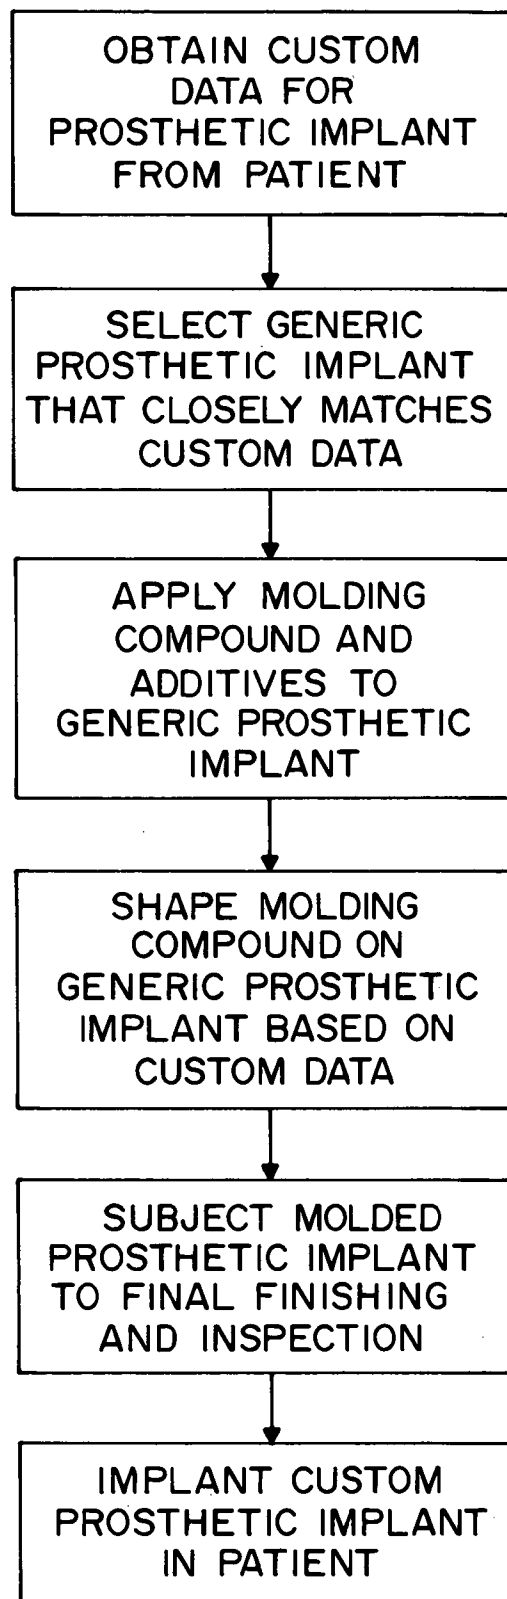 OBTAIN CUSTOM
DATA FOR
PROSTHETIC IMPLANT
FROM PATIENT
SELECT GENERIC
PROSTHETIC IMPLANT
THAT CLOSELY MATCHES
CUSTOM DATA
APPLY MOLDING
COMPOUND AND
ADDITIVES TO
GENERIC PROSTHETIC
IMPLANT
SHAPE MOLDING
COMPOUND ON
GENERIC PROSTHETIC
IMPLANT BASED ON
CUSTOM DATA
SUBJECT MOLDED
PROSTHETIC IMPLANT
TO FINAL FINISHING
AND INSPECTION
IMPLANT CUSTOM
PROSTHETIC IMPLANT
IN PATIENT